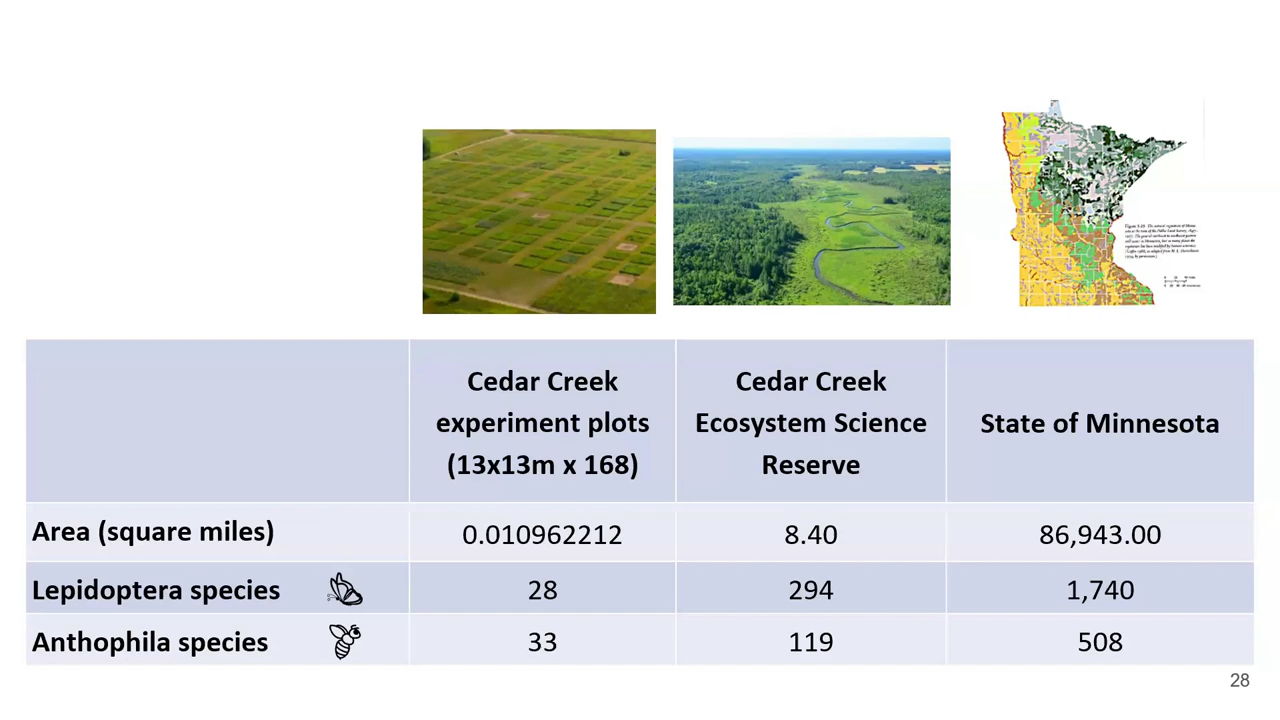 Cedar Creek
experiment plots
(13x13m x 168)
Cedar Creek
Ecosystem Science
Reserve
State of Minnesota
Area (square miles)
0.010962212
8.40
86,943.00
Lepidoptera species
28
294
1,740
Anthophila species
33
119
508
28